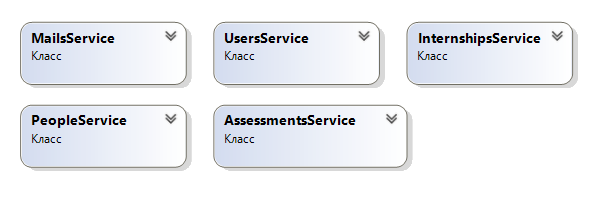 MailsService
Класс
UsersService
Класс
InternshipsService
Класс
PeopleService
Класс
AssessmentsService
Класс